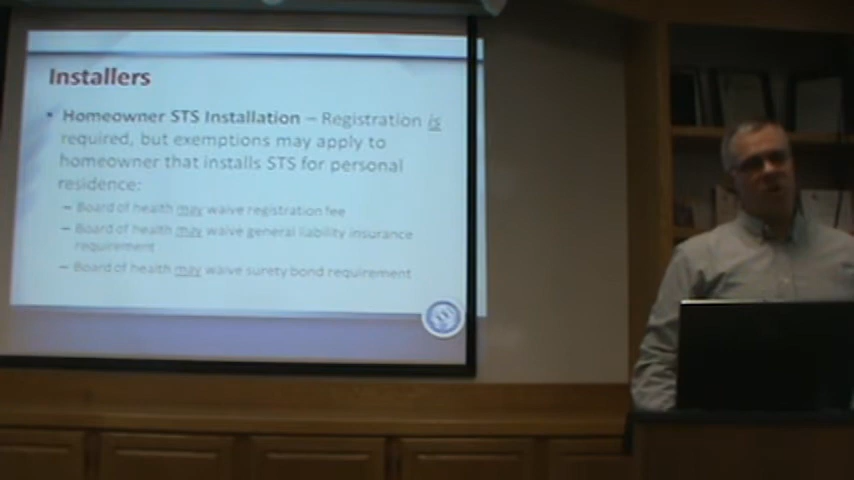 Installers
• Homeowner STS Installation – Registration is
required, but exemptions may apply to
homeowner that installs STS for personal
residence:
– Board of health may waive registration fee
– Board of health may waive general liability insurance
requirement
– Board of health may waive surety bond requirement